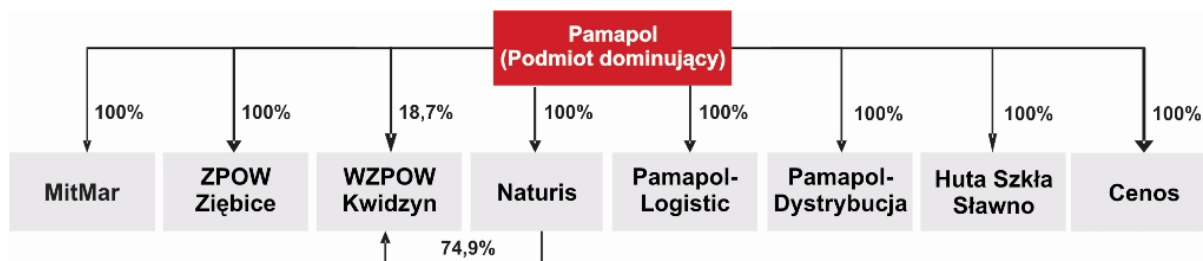 Pamapol
(Podmiot dominujący)
100%
100%
18,7%
100%
100%
100%
100%
100%
MitMar
ZPOW
Ziębice
WZPOW
Kwidzyn
Naturis
Pamapol-
Logistic
Pamapol-
Dystrybucja
Huta Szkła
Sławno
Cenos
74,9%